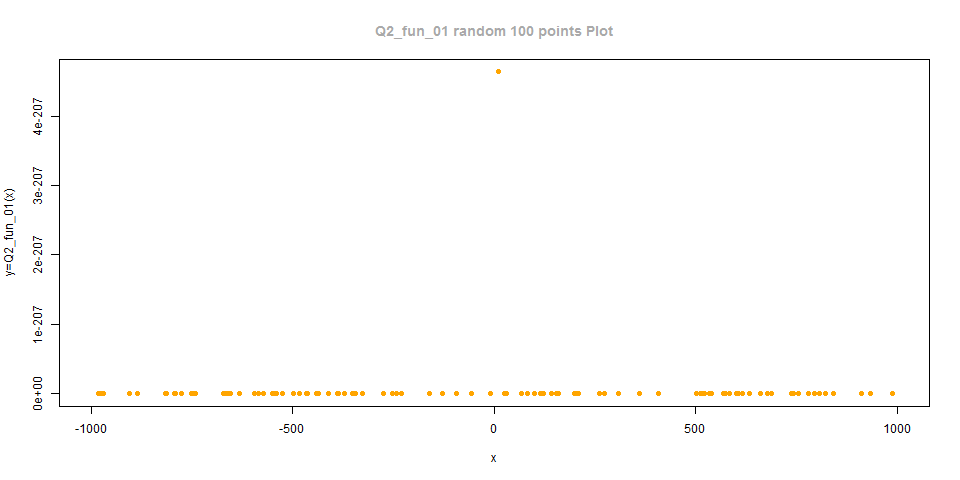 Q2_fun_01 random 100 points Plot
y=Q2_fun_01(x)
4e-207
3e-207
2e-207
1e-207
0e+00
-1000 -500 0 500 1000
x